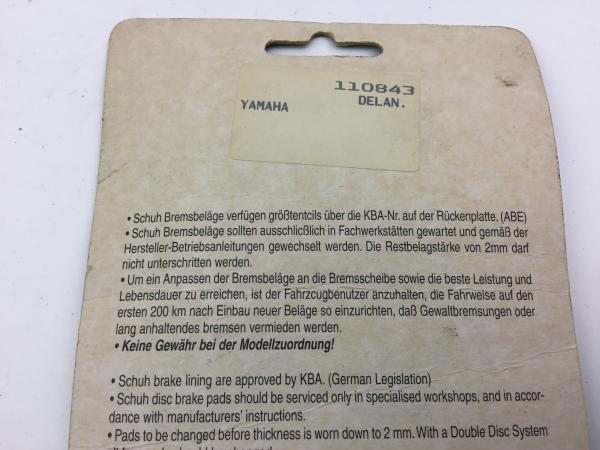 110843
YAMAHA DELAN.
• Schuh Bremsbeläge verfügen größtentcils über die KBA-Nr. auf der Rückenplatte. (ABE)
• Schuh Bremsbeläge sollten ausschlicßlich in Fachwerkstätten gewartet und gemäß der
Hersteller-Betriebsanleitungen gewechselt werden. Die Restbelagstärke von 2mm darf
nicht unterschritten werden.
• Um ein Anpassen der Bremsbeläge an die Bremsscheibe sowie die beste Leistung und
Lebensdauer zu erreichen, ist der Fahrzcugbenutzer anzuhalten, die Fahrweise auf den
ersten 200 km nach Einbau neuer Beläge so einzurichten, daß Gewaltbremsungen oder
lang anhaltendes bremsen vermieden werden.
• Keine Gewähr bei der Modellzuordnung!
• Schuh brake lining are approved by KBA. (German Legislation)
• Schuh disc brake pads should be serviced only in specialised workshops, and in accor-
dance with manufacturers' instructions.
• Pads to be changed before thickness is worn down to 2 mm. With a Double Disc System